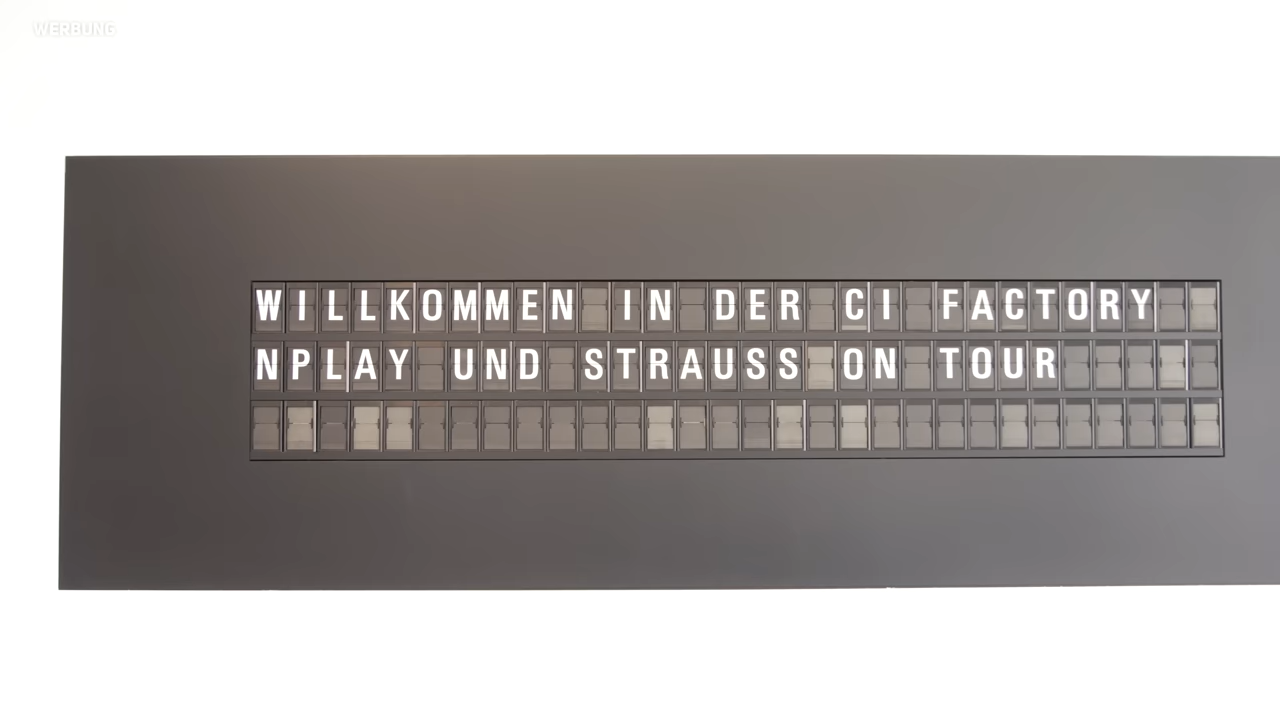 WERBUNG
WILLKOMMEN IN DER CI FACTORY
NPLAY UND STRAUSS ON TOUR